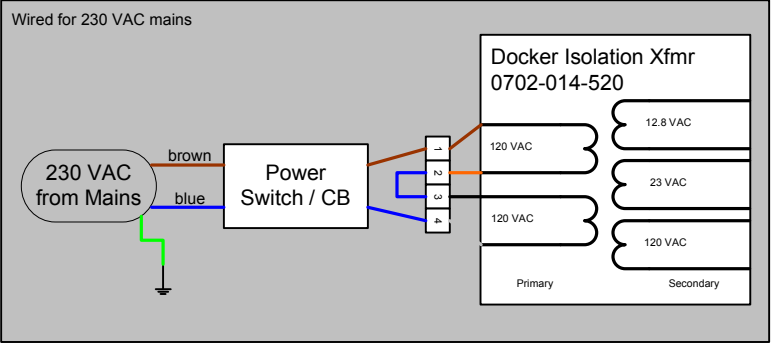 Wired for 230 VAC mains
Docker Isolation Xfmr
0702-014-520
12.8 VAC
brown
1
120 VAC
230 VAC
from Mains
Power
Switch / CB
2
23 VAC
blue
3
4
120 VAC
120 VAC
Primary
Secondary